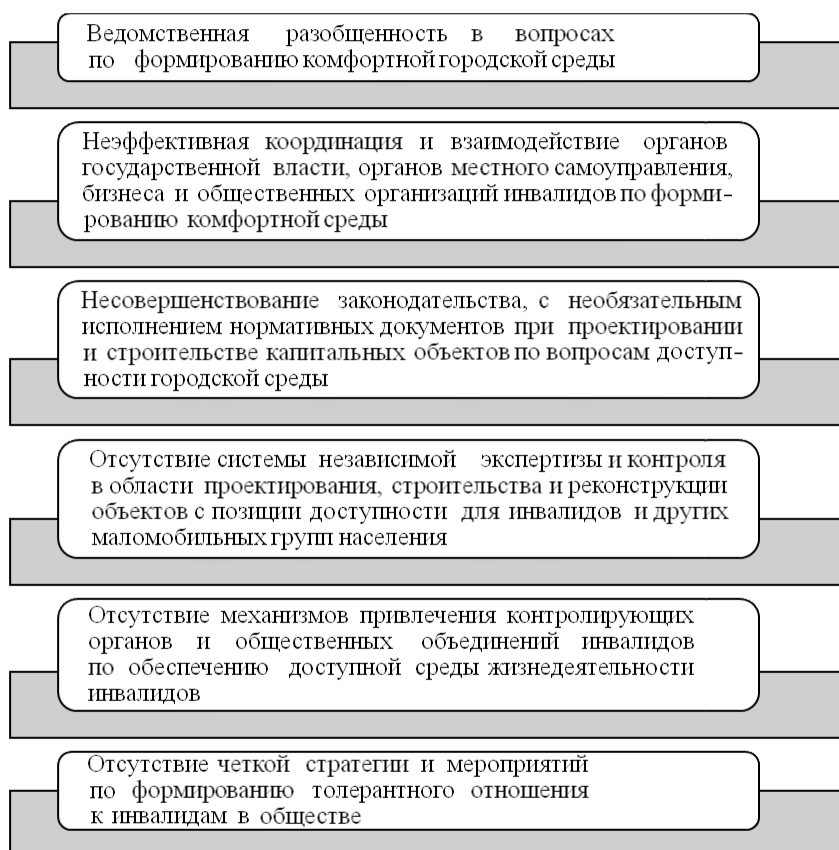 Ведомственная разобщенность в вопросах
по формированию комфортной городской среды
Неэффективная координация и взаимодействие органов
государственной власти, органов местного самоуправления,
бизнеса и общественных организаций инвалидов по форми-
рованию комфортной среды
Несовершенствование законодательства, с необязательным
исполнением нормативных документов при проектировании
и строительстве капитальных объектов по вопросам доступ-
ности городской среды
Отсутствие системы независимой экспертизы и контроля
в области проектирования, строительства и реконструкции
объектов с позиции доступности для инвалидов и других
маломобильных групп населения
Отсутствие механизмов привлечения контролирующих
органов и общественных объединений инвалидов
по обеспечению доступной среды жизнедеятельности
инвалидов
Отсутствие четкой стратегии и мероприятий
по формированию толерантного отношения
к инвалидам в обществе